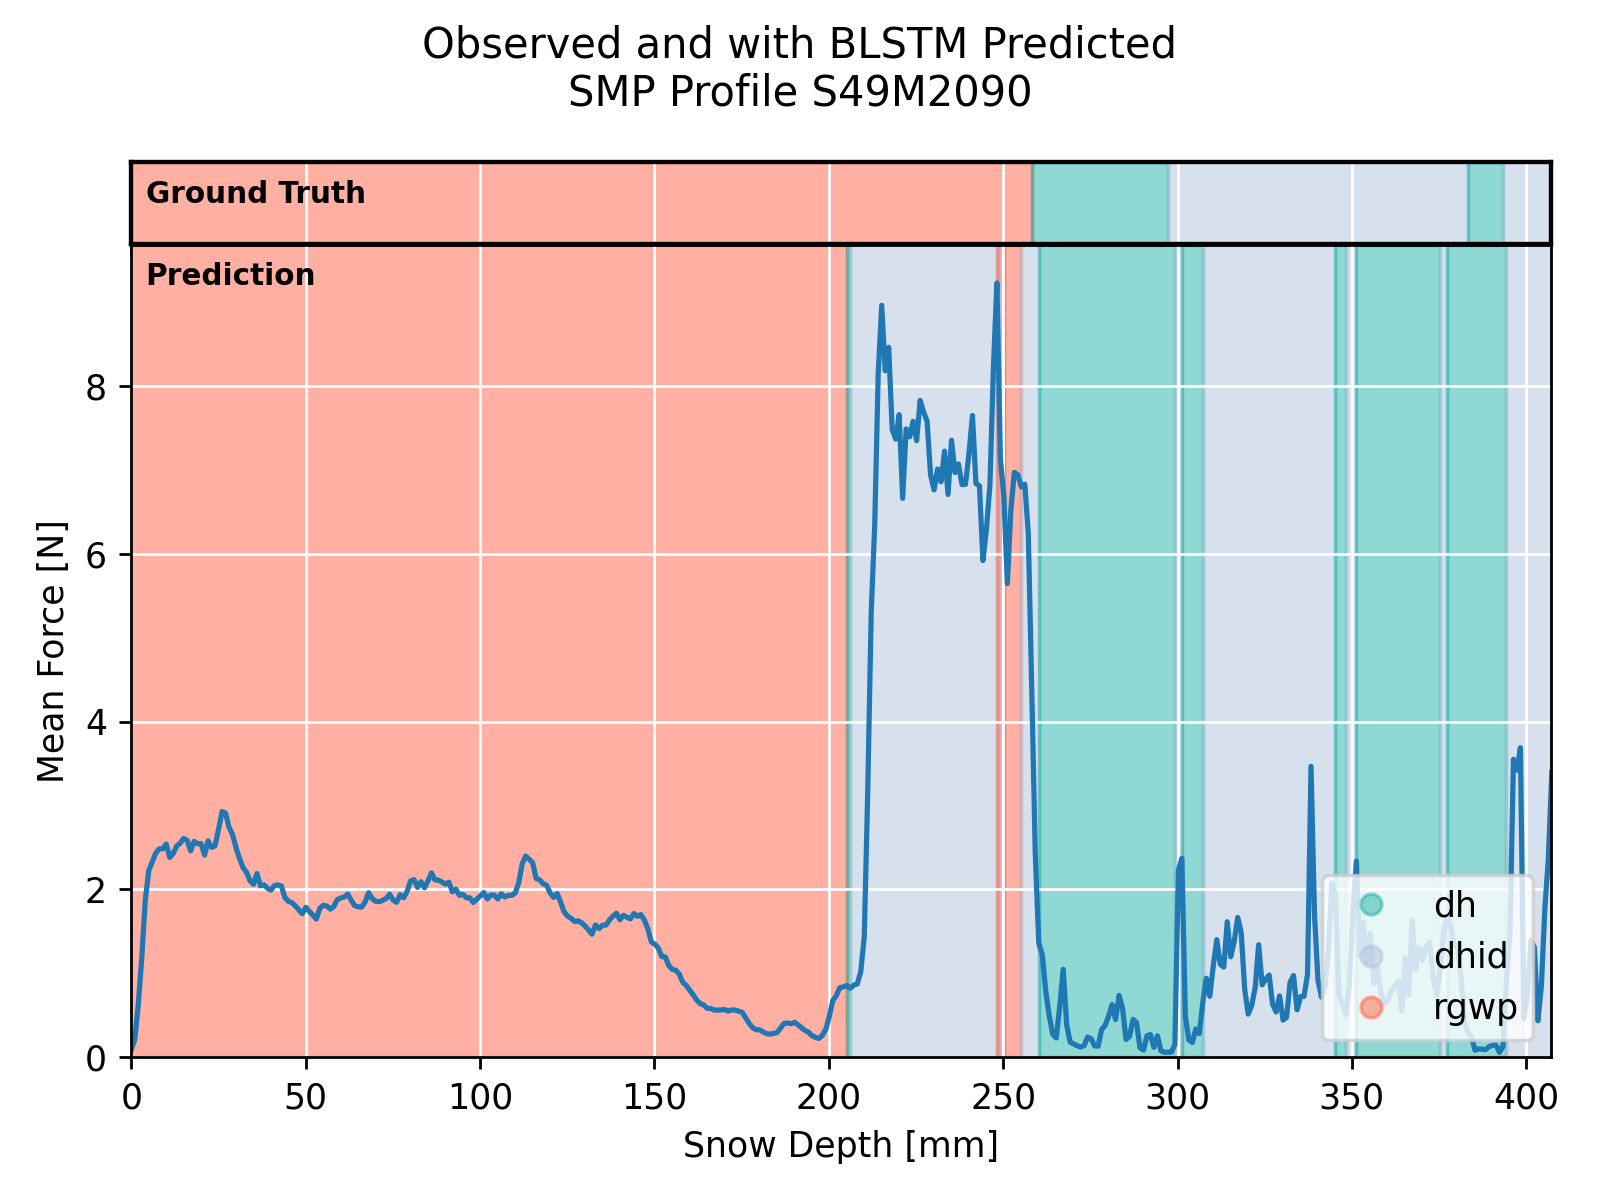 Observed and with BLSTM Predicted
SMP Profile S49M2090
Ground Truth
Prediction
8
6
4
2
0
Mean Force [N]
dh
dhid
rgwp
0 50 100 150 200 250 300 350 400
Snow Depth [mm]